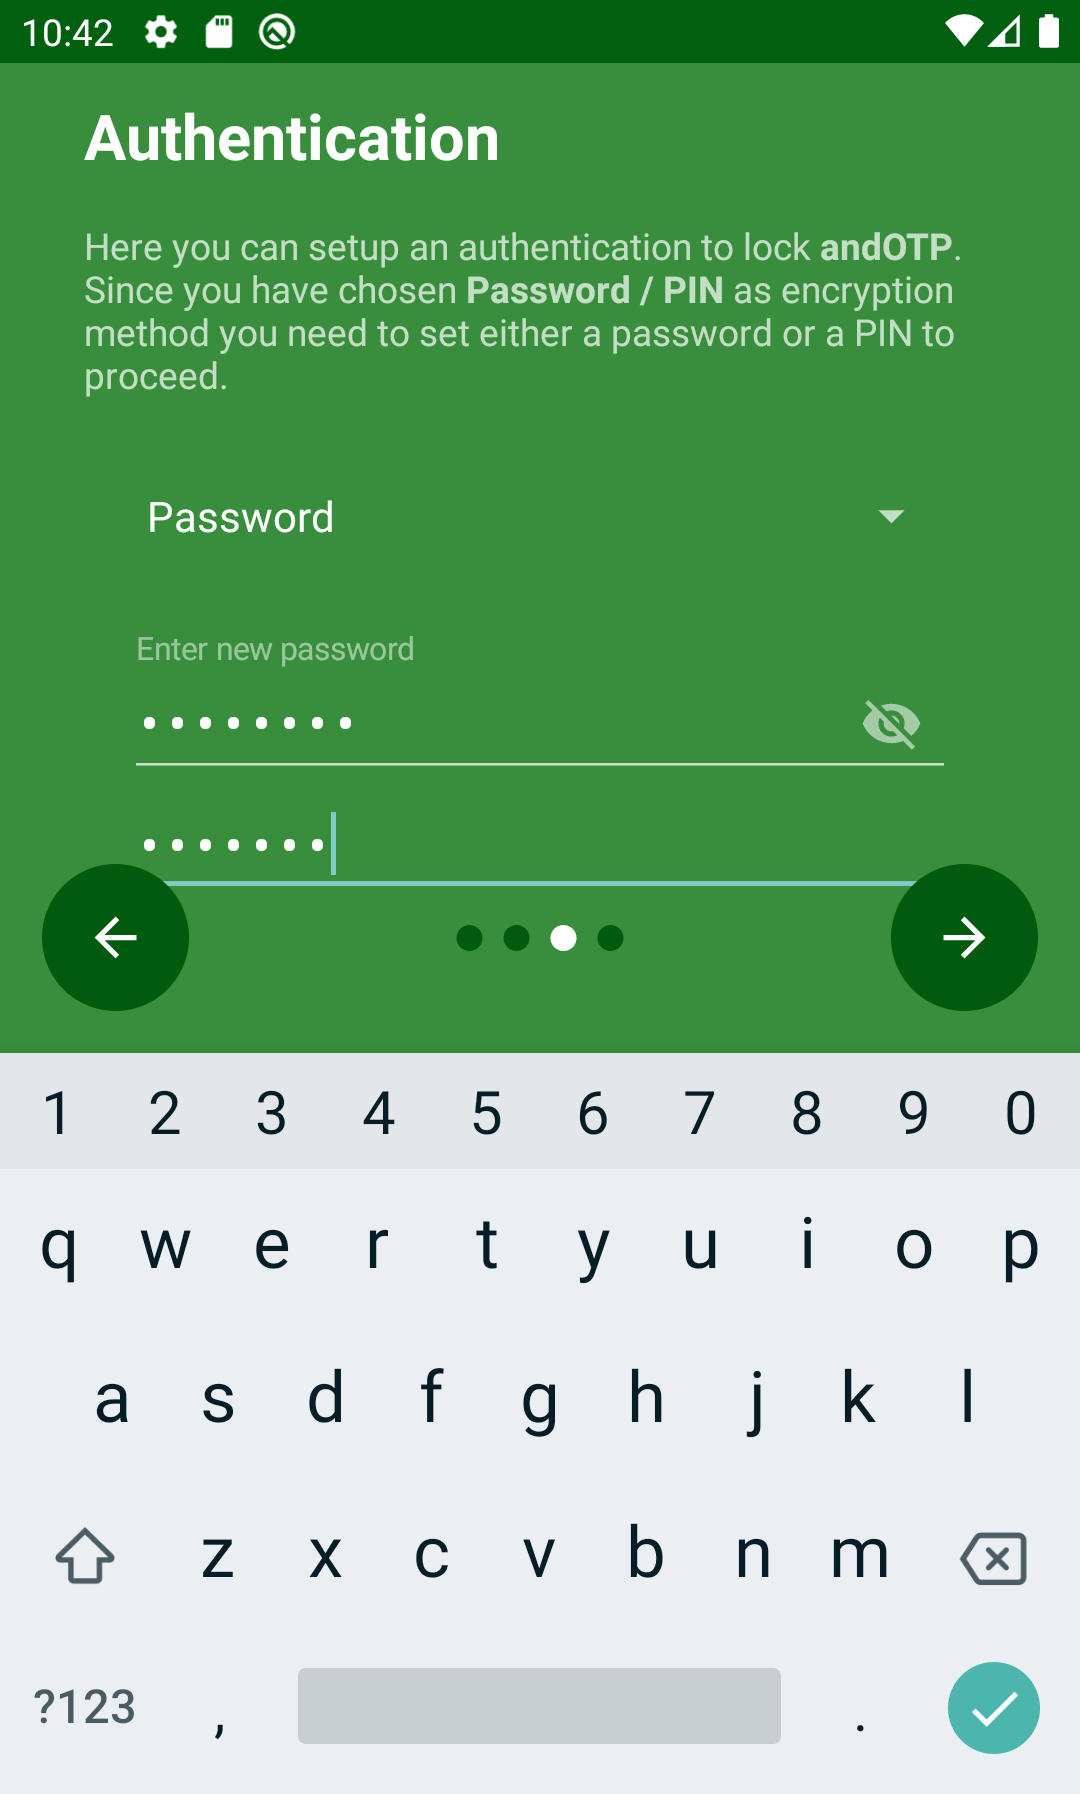 10:42
Authentication
Here you can setup an authentication to lock andOTP.
Since you have chosen Password / PIN as encryption
method you need to set either a password or a PIN to
proceed.
Password
Enter new password
••••••••
•••••••
1 2 3 4 5 6 7 8 9 0
q w e r t y u i o p
a s d f g h j k l
z x c v b n m
?123 , .